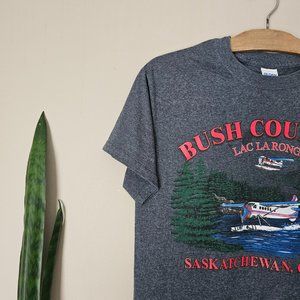 BUSH COU
LAC LA RONG
SASKATCHEWAN, C